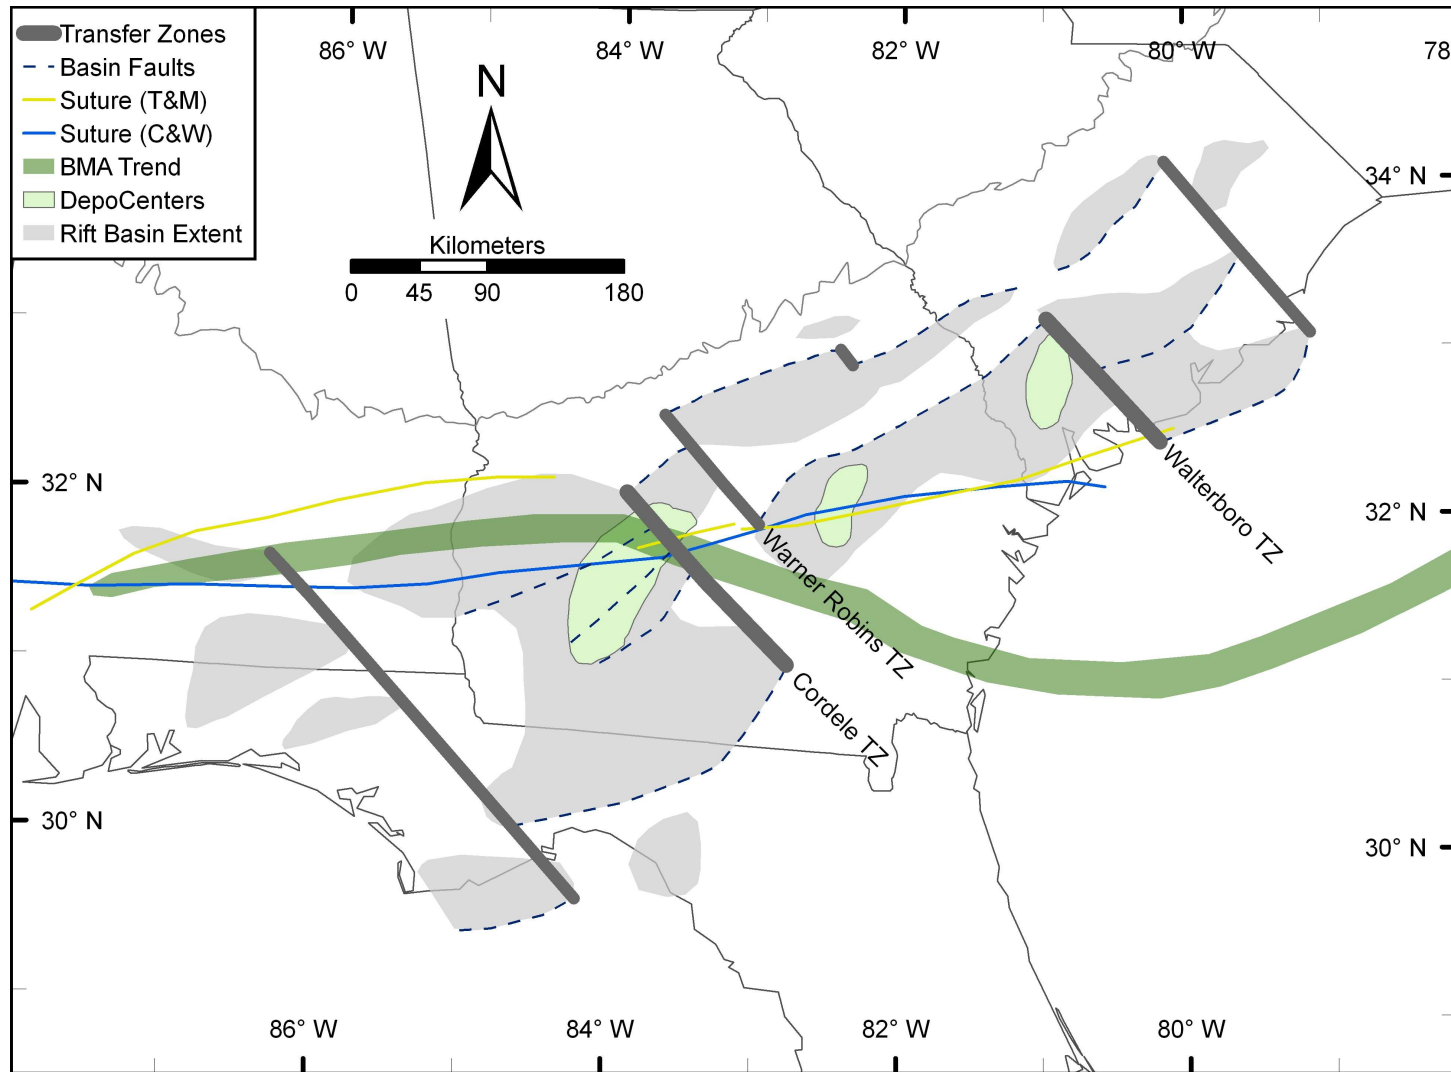 Transfer Zones
Basin Faults
Suture (T&M)
Suture (C&W)
BMA Trend
DepoCenters
Rift Basin Extent
86° W
84° W
82° W
80° W
78
N
Kilometers
0 45 90 180
34° N
32° N
32° N
Walterboro TZ
Warner Robins TZ
Cordele TZ
30° N
30° N
86° W
84° W
82° W
80° W